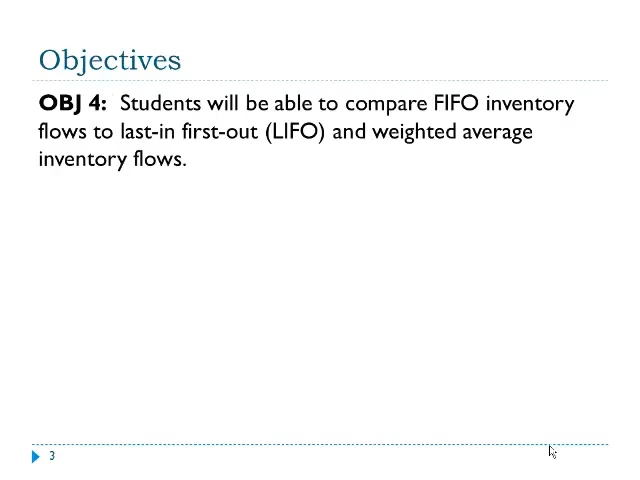 Objectives
OBJ 4: Students will be able to compare FIFO inventory
flows to last-in first-out (LIFO) and weighted average
inventory flows.
3